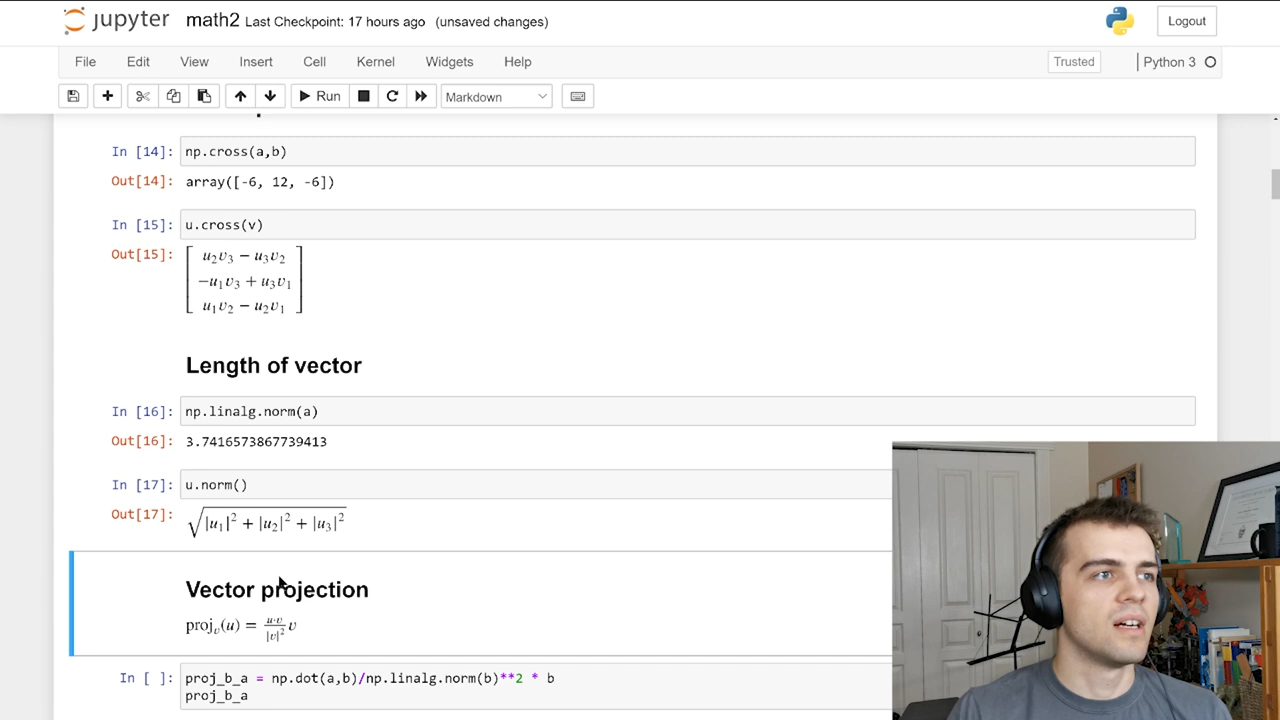 jupyter math2 Last Checkpoint: 17 hours ago (unsaved changes)
Logout
File Edit View Insert Cell Kernel Widgets Help
Trusted
Python 3
Run
Markdown
In [14]: np.cross(a,b)
Out[14]: array([-6, 12, -6])
In [15]: u.cross(v)
Out[15]:
u₂v₃ − u₃v₂
−u₁v₃ + u₃v₁
u₁v₂ − u₂v₁
Length of vector
In [16]: np.linalg.norm(a)
Out[16]: 3.7416573867739413
In [17]: u.norm()
Out[17]: √|u₁|² + |u₂|² + |u₃|²
Vector projection
projᵥ(u) = u·v/|v|² v
In [ ]: proj_b_a = np.dot(a,b)/np.linalg.norm(b)**2 * b
proj_b_a